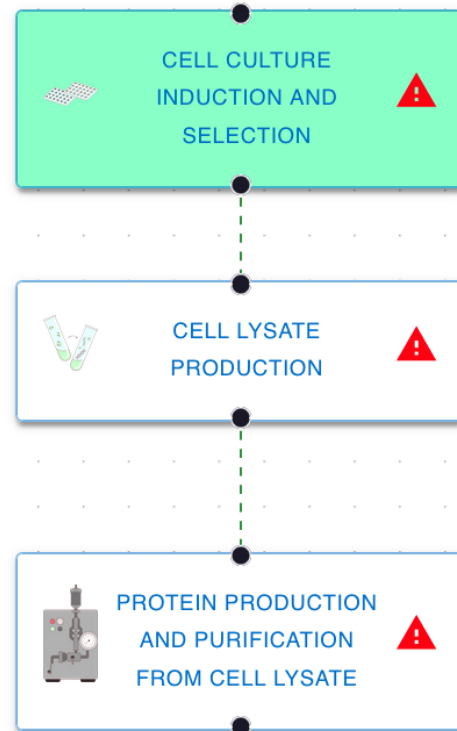 CELL CULTURE
INDUCTION AND
SELECTION
CELL LYSATE
PRODUCTION
PROTEIN PRODUCTION
AND PURIFICATION
FROM CELL LYSATE